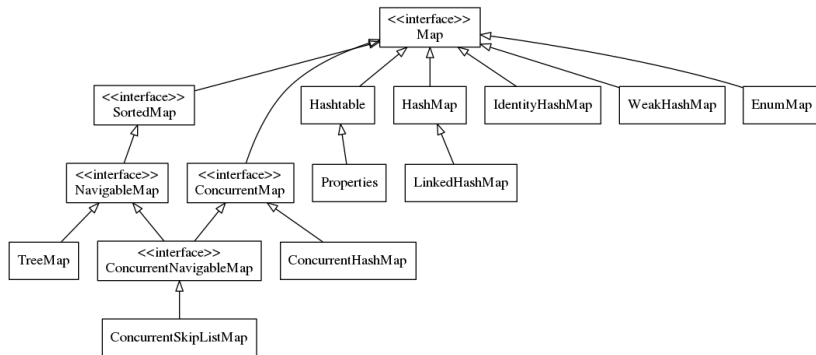 <<interface>>
Map
<<interface>>
SortedMap
Hashtable
HashMap
IdentityHashMap
WeakHashMap
EnumMap
<<interface>>
NavigableMap
<<interface>>
ConcurrentMap
Properties
LinkedHashMap
TreeMap
<<interface>>
ConcurrentNavigableMap
ConcurrentHashMap
ConcurrentSkipListMap